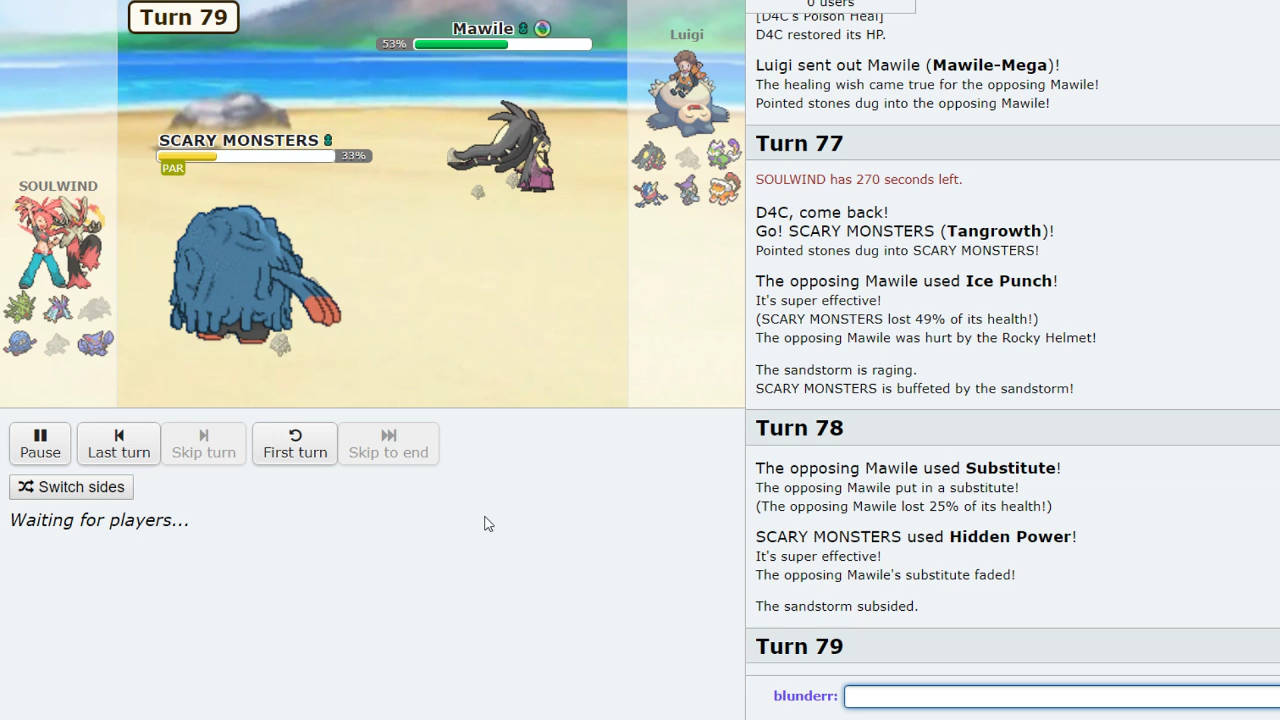 Turn 79
Mawile
53%
SCARY MONSTERS
33%
PAR
SOULWIND
Luigi
Pause
Last turn
Skip turn
First turn
Skip to end
Switch sides
Waiting for players...
0 users
[D4C's Poison Heal]
D4C restored its HP.
Luigi sent out Mawile (Mawile-Mega)!
The healing wish came true for the opposing Mawile!
Pointed stones dug into the opposing Mawile!
Turn 77
SOULWIND has 270 seconds left.
D4C, come back!
Go! SCARY MONSTERS (Tangrowth)!
Pointed stones dug into SCARY MONSTERS!
The opposing Mawile used Ice Punch!
It's super effective!
(SCARY MONSTERS lost 49% of its health!)
The opposing Mawile was hurt by the Rocky Helmet!
The sandstorm is raging.
SCARY MONSTERS is buffeted by the sandstorm!
Turn 78
The opposing Mawile used Substitute!
The opposing Mawile put in a substitute!
(The opposing Mawile lost 25% of its health!)
SCARY MONSTERS used Hidden Power!
It's super effective!
The opposing Mawile's substitute faded!
The sandstorm subsided.
Turn 79
blunderr: